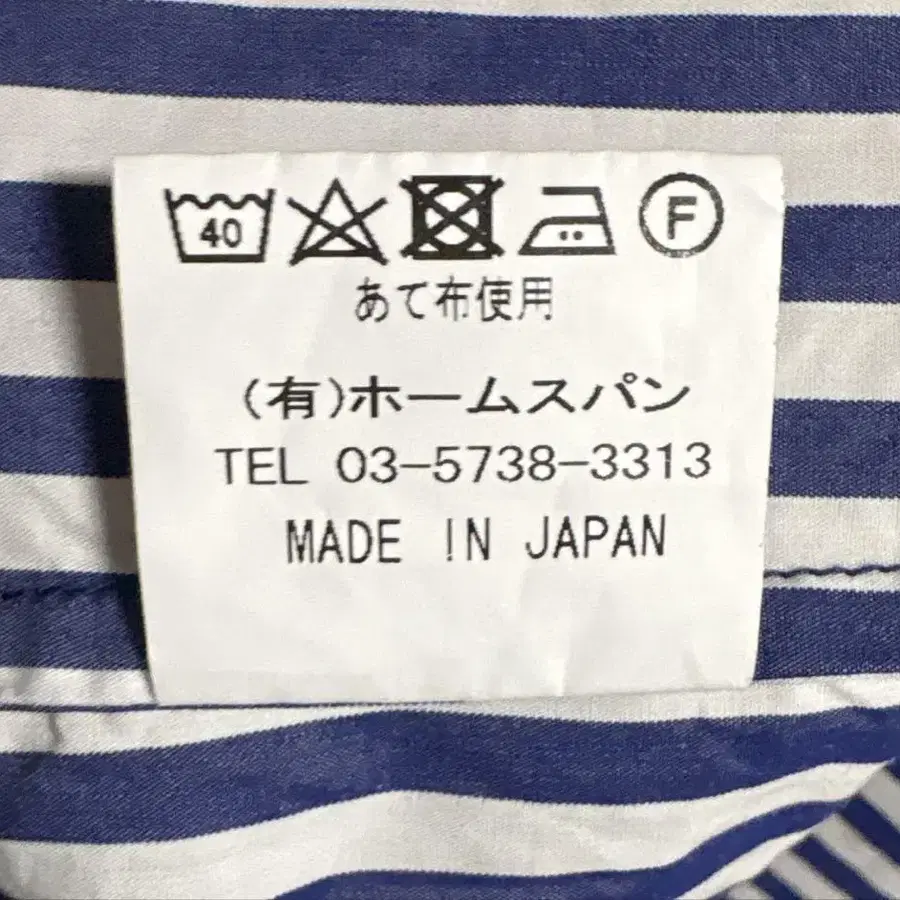 40 F
あて布使用
(有)ホームスパン
TEL 03-5738-3313
MADE IN JAPAN